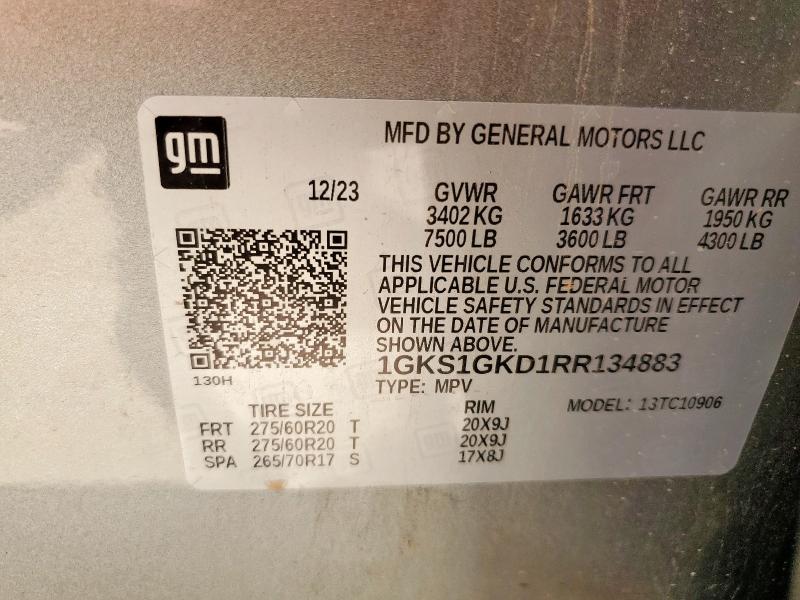 gm
MFD BY GENERAL MOTORS LLC
12/23 GVWR GAWR FRT GAWR RR
3402 KG 1633 KG 1950 KG
7500 LB 3600 LB 4300 LB
THIS VEHICLE CONFORMS TO ALL
APPLICABLE U.S. FEDERAL MOTOR
VEHICLE SAFETY STANDARDS IN EFFECT
ON THE DATE OF MANUFACTURE
SHOWN ABOVE.
1GKS1GKD1RR134883
130H
TYPE: MPV
TIRE SIZE RIM MODEL: 13TC10906
FRT 275/60R20 T 20X9J
RR 275/60R20 T 20X9J
SPA 265/70R17 S 17X8J